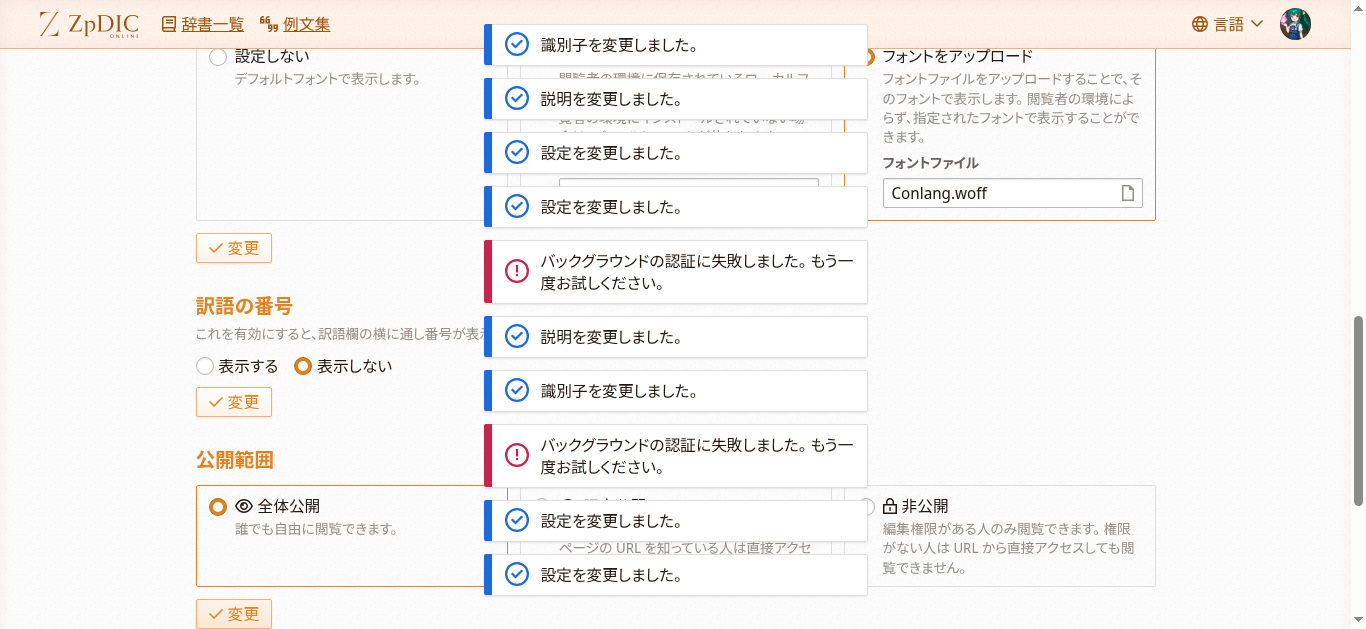 ZpDIC
ONLINE
辞書一覧
例文集
言語
設定しない
デフォルトフォントで表示します。
フォントをアップロード
フォントファイルをアップロードすることで、そ
のフォントで表示します。閲覧者の環境によ
らず、指定されたフォントで表示することがで
きます。
フォントファイル
Conlang.woff
変更
訳語の番号
これを有効にすると、訳語欄の横に通し番号が表
表示する
表示しない
変更
公開範囲
全体公開
誰でも自由に閲覧できます。
ページの URL を知っている人は直接アクセ
非公開
編集権限がある人のみ閲覧できます。権限
がない人は URL から直接アクセスしても閲
覧できません。
変更
識別子を変更しました。
説明を変更しました。
設定を変更しました。
設定を変更しました。
バックグラウンドの認証に失敗しました。もう一
度お試しください。
説明を変更しました。
識別子を変更しました。
バックグラウンドの認証に失敗しました。もう一
度お試しください。
設定を変更しました。
設定を変更しました。